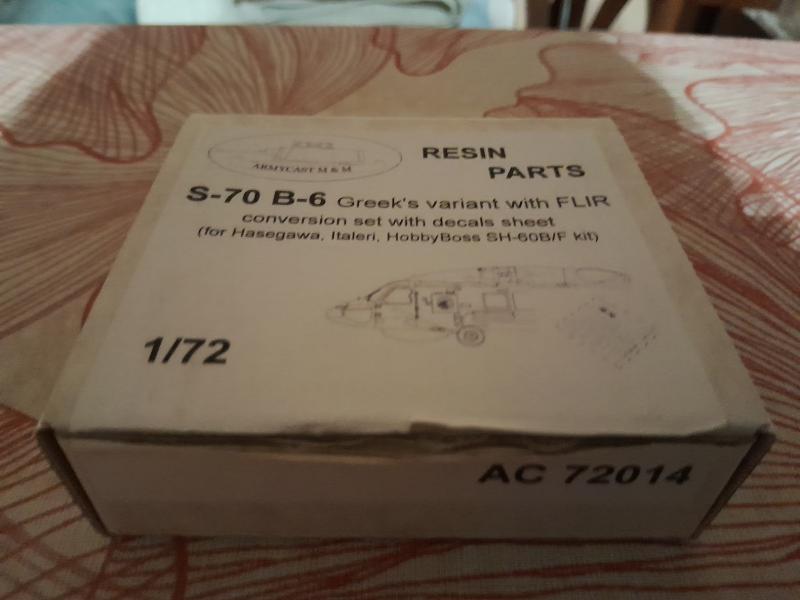 ARMYCAST M & M
RESIN
PARTS
S-70 B-6 Greek's variant with FLIR
conversion set with decals sheet
(for Hasegawa, Italeri, HobbyBoss SH-60B/F kit)
1/72
AC 72014